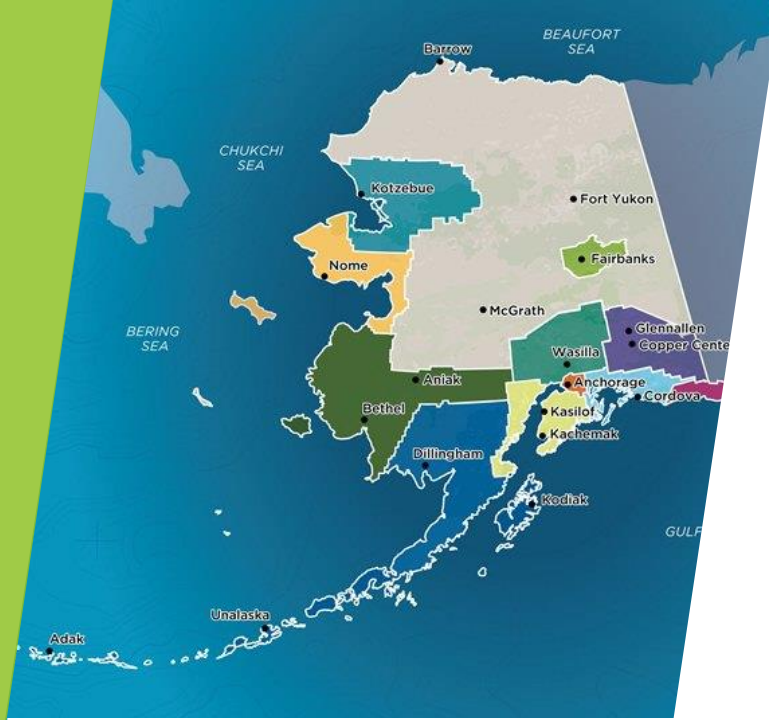 BEAUFORT
SEA
Barrow
CHUKCHI
SEA
Kotzebue
Fort Yukon
Nome
Fairbanks
McGrath
BERING
SEA
Glennallen
Copper Cente
Wasilla
Aniak
Anchorage
Cordova
Bethel
Kasilof
Kachemak
Dillingham
Kodiak
GULF
Unalaska
Adak